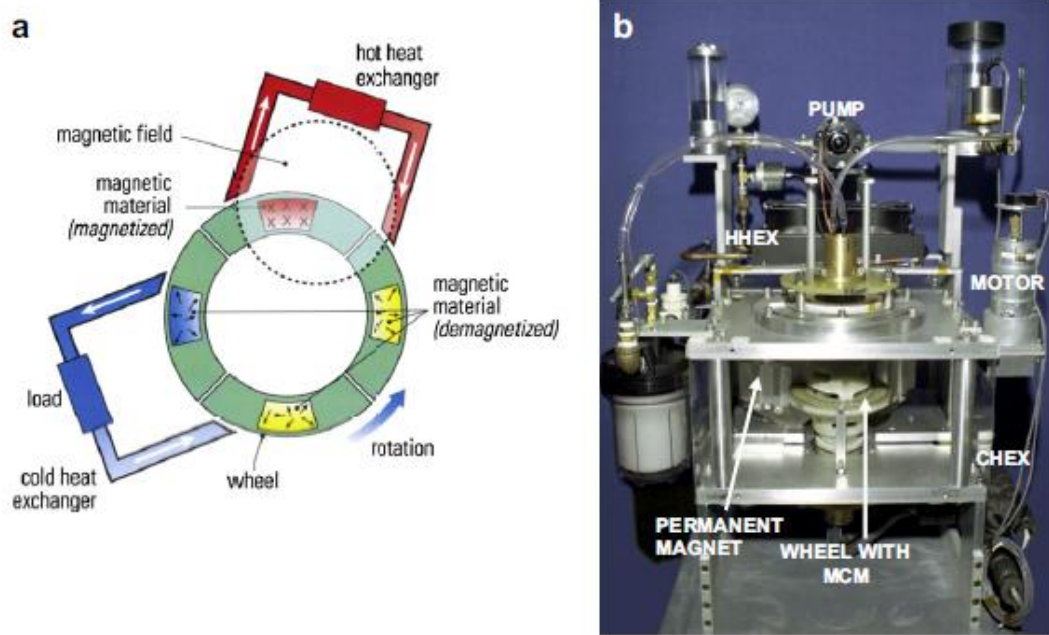 a
hot heat
exchanger
magnetic field
magnetic
material
(magnetized)
magnetic
material
(demagnetized)
load
rotation
cold heat
exchanger
wheel
b
PUMP
HHEX
MOTOR
CHEX
PERMANENT
MAGNET
WHEEL WITH
MCM